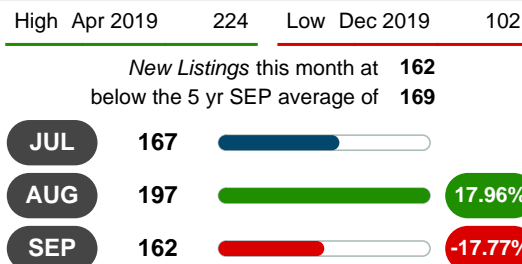 High Apr 2019 224 Low Dec 2019 102
New Listings this month at 162
below the 5 yr SEP average of 169
JUL 167
AUG 197 17.96%
SEP 162 -17.77%